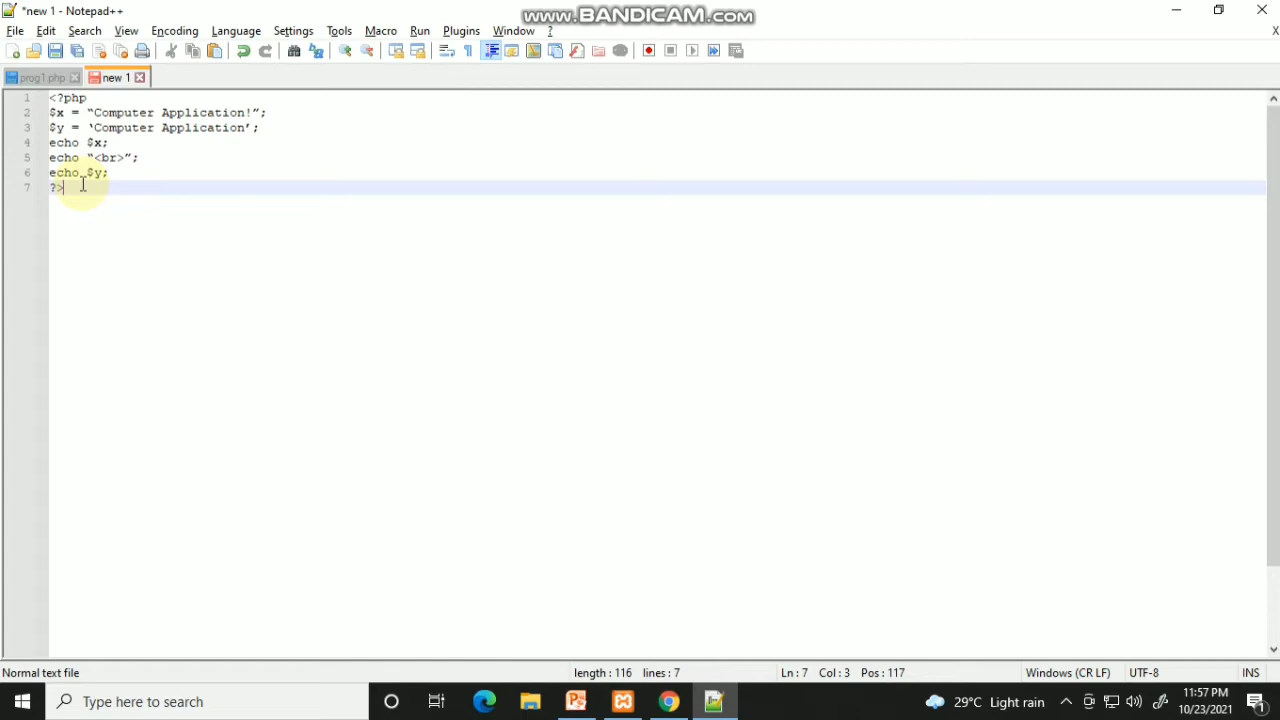 *new 1 - Notepad++
www.BANDICAM.com
File Edit Search View Encoding Language Settings Tools Macro Run Plugins Window ?
X
prog1.php new 1
1 <?php
2 $x = “Computer Application!”;
3 $y = ‘Computer Application’;
4 echo $x;
5 echo “<br>”;
6 echo $y;
7 ?>
Normal text file length : 116 lines : 7 Ln : 7 Col : 3 Pos : 117 Windows (CR LF) UTF-8 INS
Type here to search
29°C Light rain
11:57 PM
10/23/2021
1